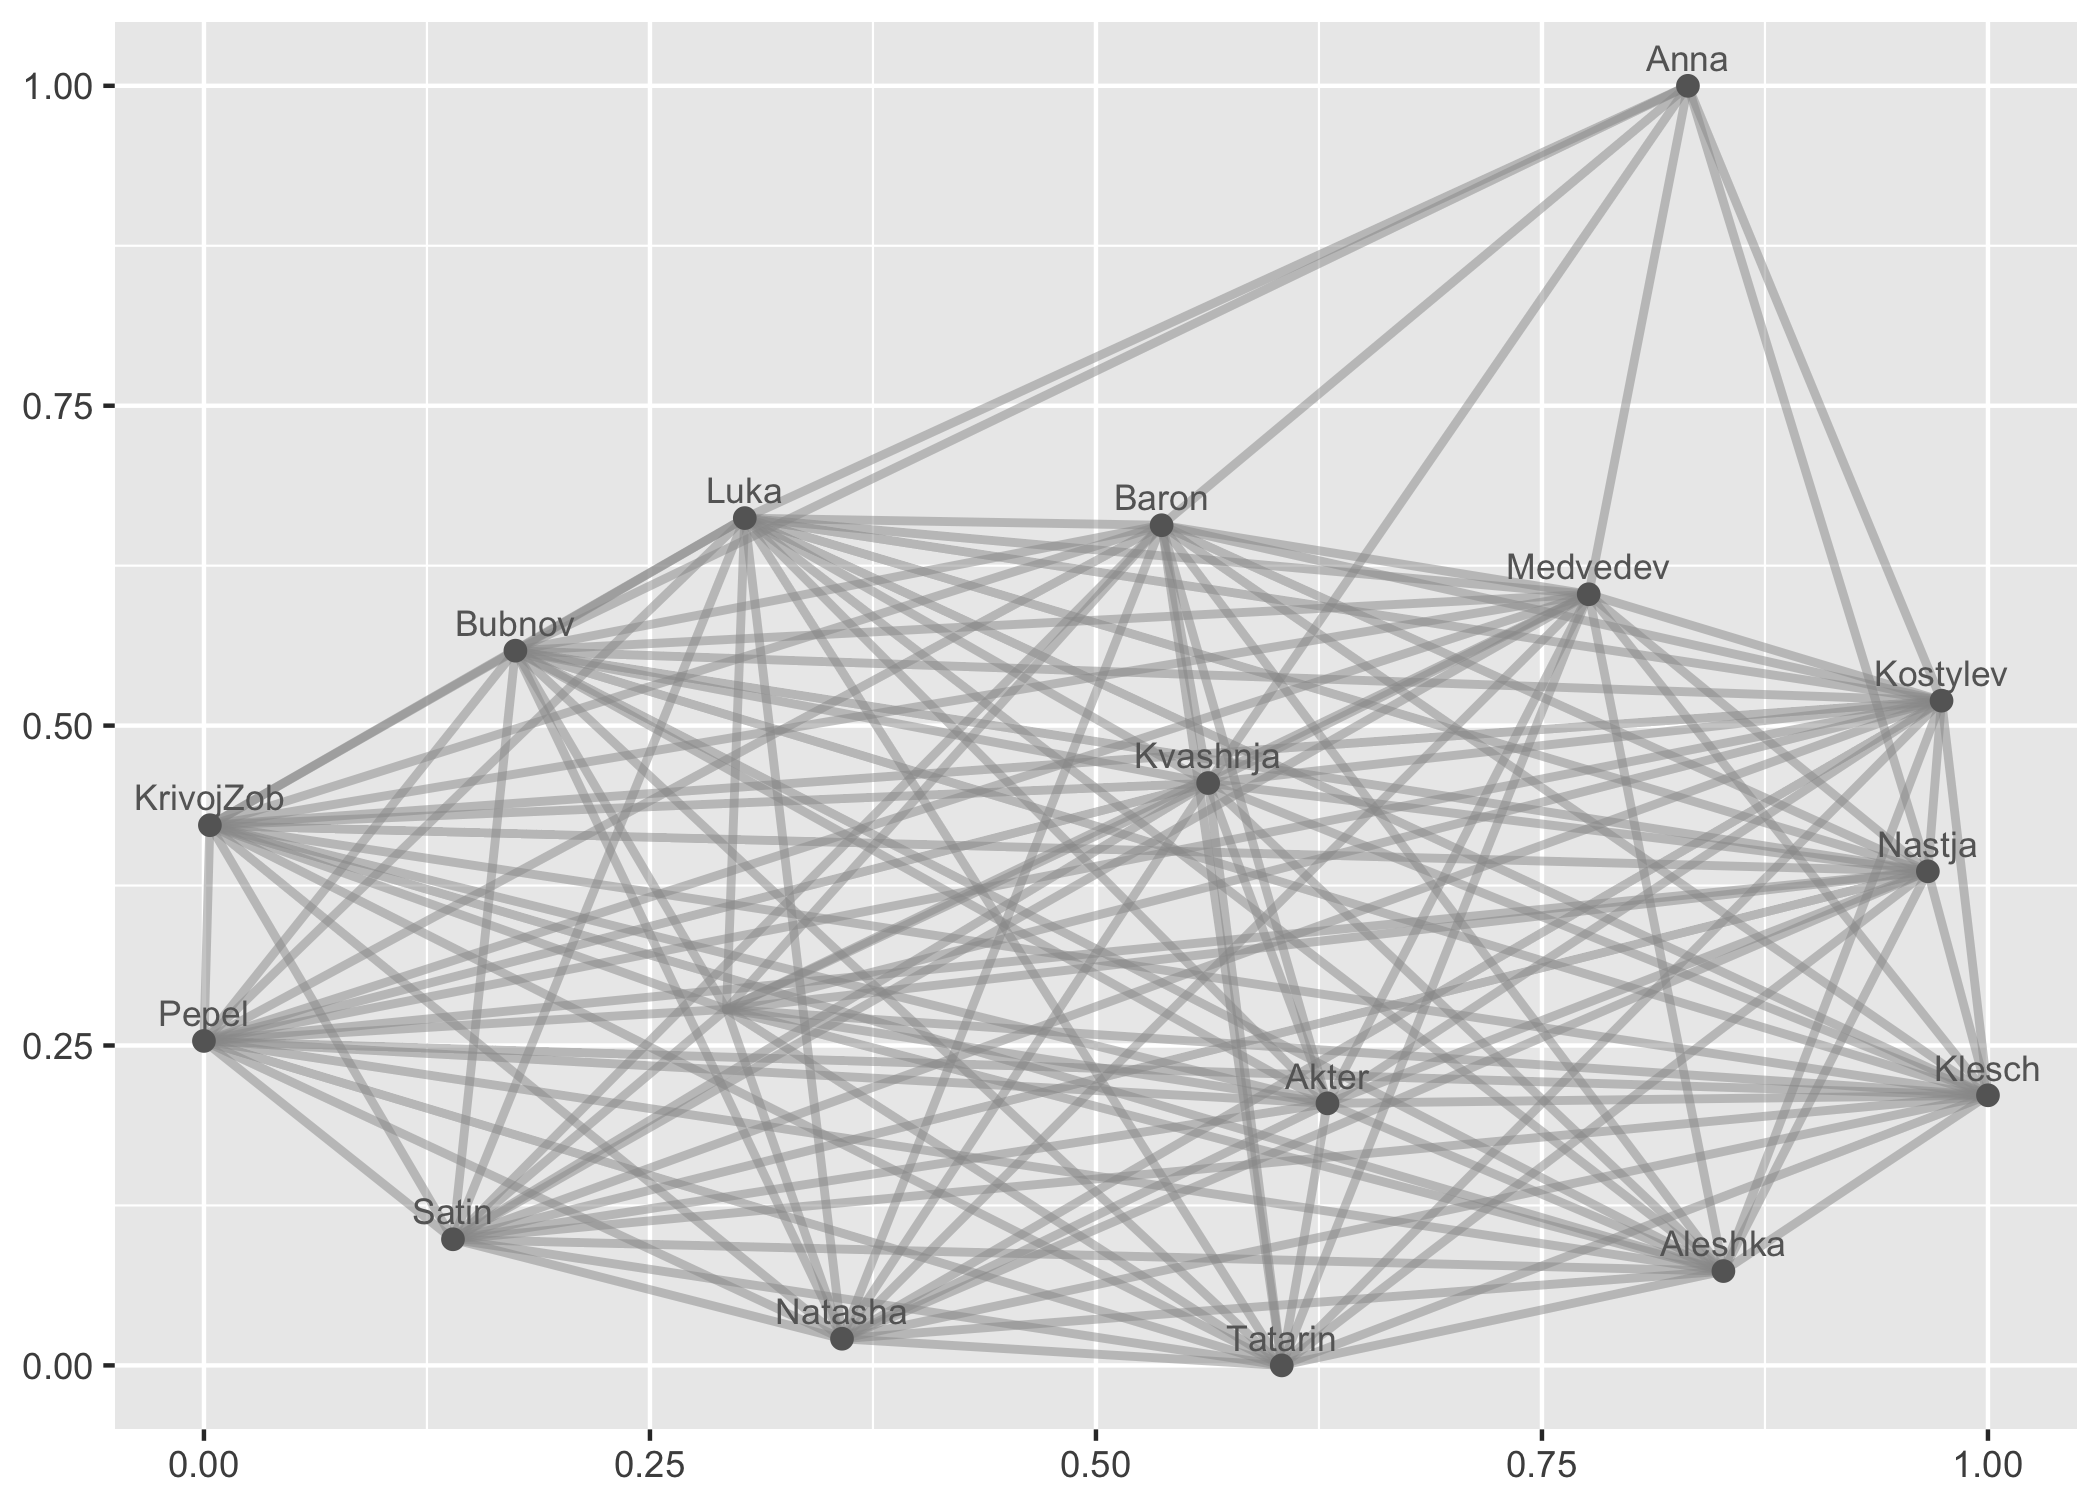 Anna
1.00
0.75
Luka
Baron
Medvedev
Bubnov
Kostylev
0.50
Kvashnja
KrivojZob
Nastja
Pepel
0.25
Akter
Klesch
Satin
Aleshka
Natasha
Tatarin
0.00
0.00 0.25 0.50 0.75 1.00